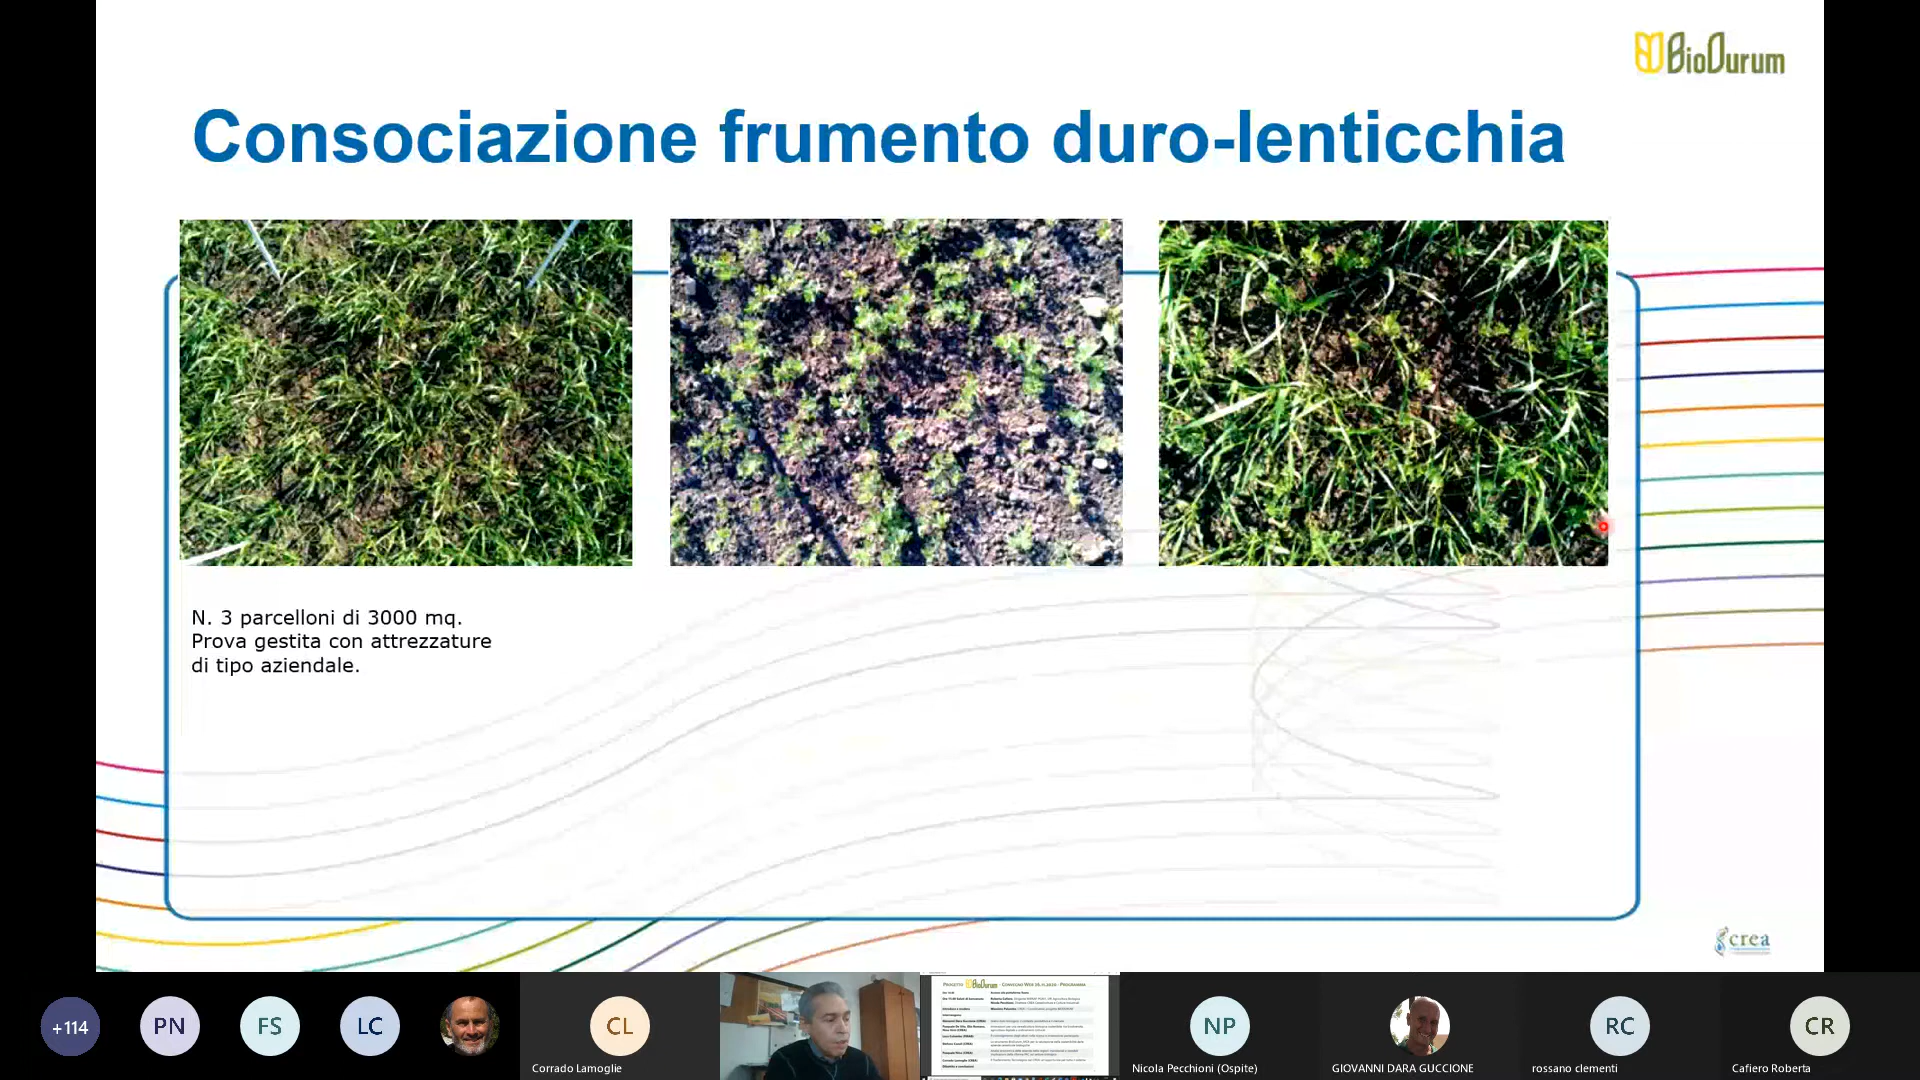 BioDurum
Consociazione frumento duro-lenticchia
N. 3 parcelloni di 3000 mq.
Prova gestita con attrezzature
di tipo aziendale.
crea
+114
PN
FS
LC
CL
Corrado Lamoglie
NP
Nicola Pecchioni (Ospite)
GIOVANNI DARA GUCCIONE
RC
rossano clementi
CR
Cafiero Roberta